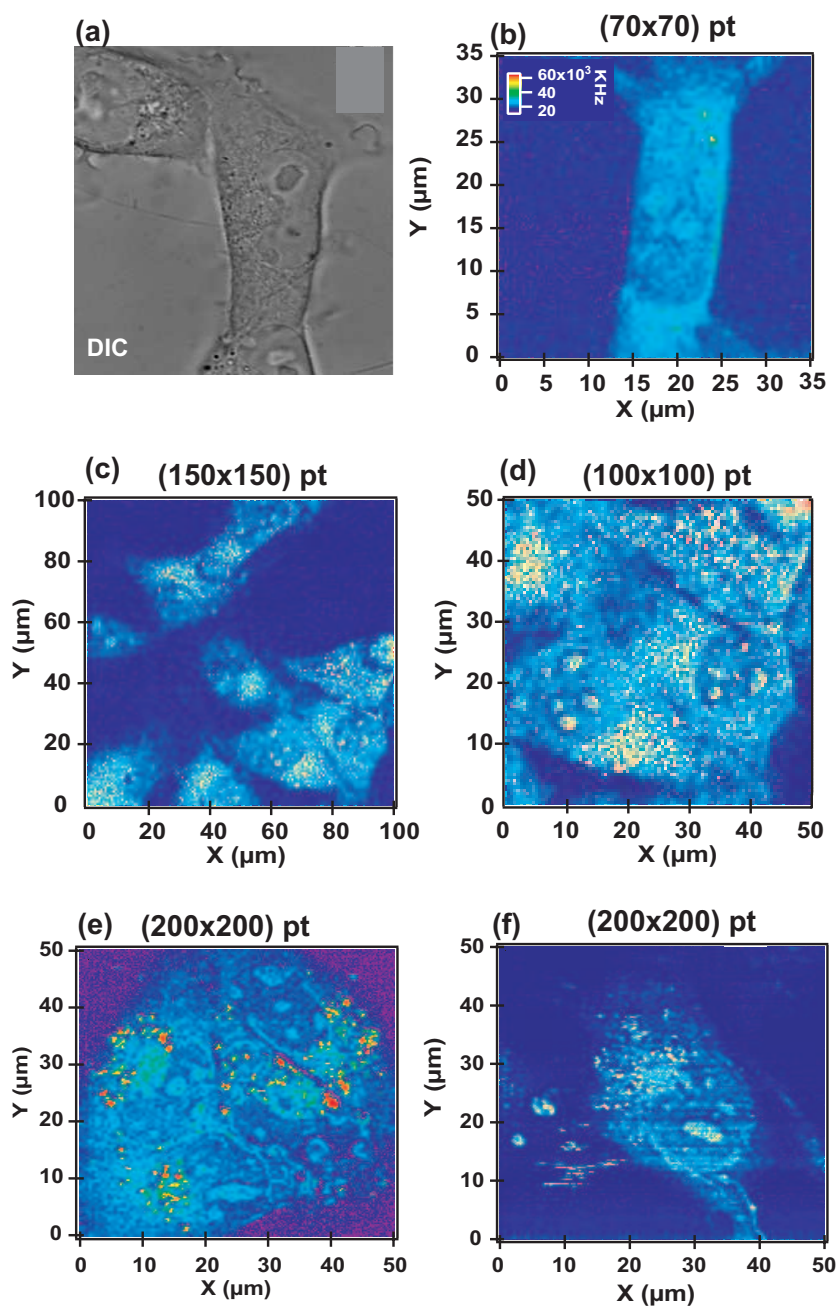 (a)
DIC
(b) (70x70) pt
60x10³
40
20
KHz
35
30
25
20
15
10
5
0
Y (µm)
0 5 10 15 20 25 30 35
X (µm)
(c) (150x150) pt
100
80
60
40
20
0
Y (µm)
0 20 40 60 80 100
X (µm)
(d) (100x100) pt
50
40
30
20
10
0
Y (µm)
0 10 20 30 40 50
X (µm)
(e) (200x200) pt
50
40
30
20
10
0
Y (µm)
0 10 20 30 40 50
X (µm)
(f) (200x200) pt
50
40
30
20
10
0
Y (µm)
0 10 20 30 40 50
X (µm)